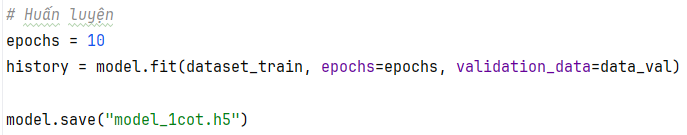 # Huấn luyện
epochs = 10
history = model.fit(dataset_train, epochs=epochs, validation_data=data_val)
model.save("model_1cot.h5")